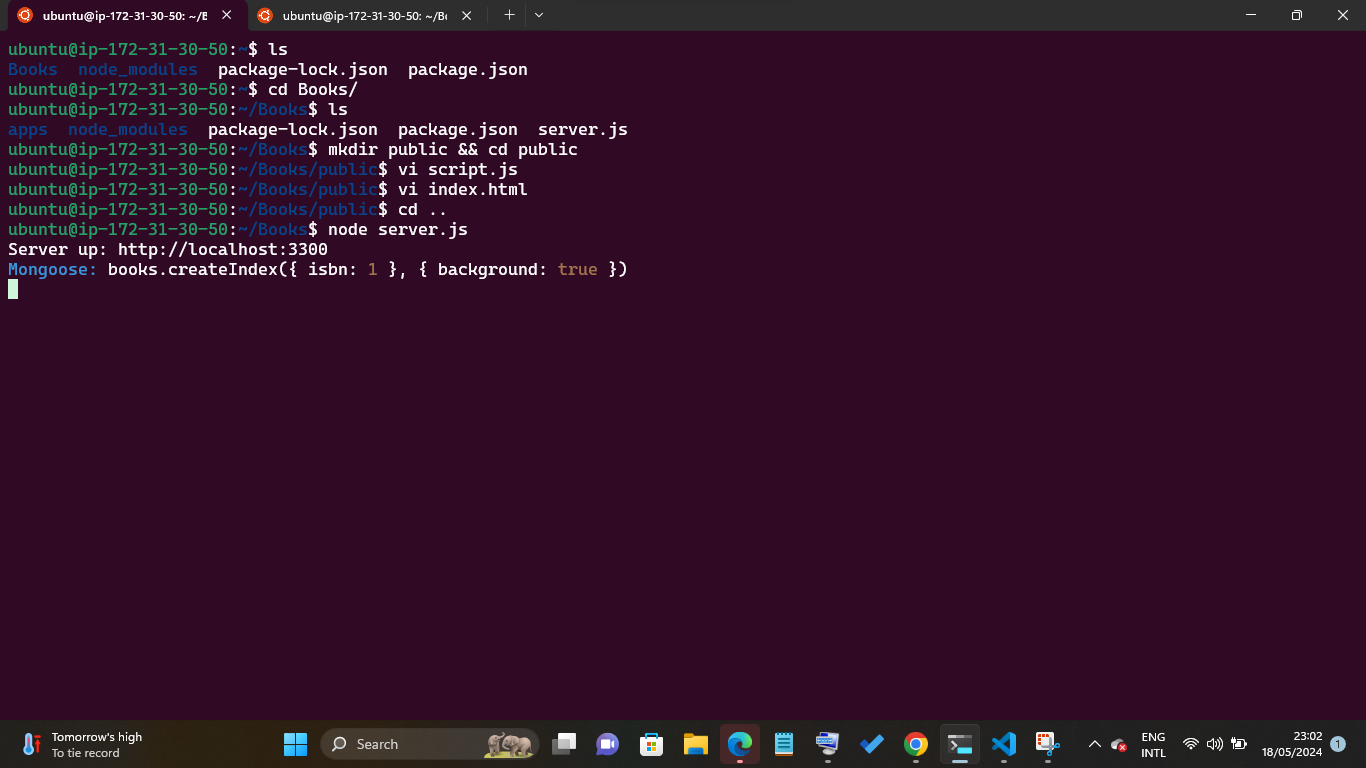 ubuntu@ip-172-31-30-50: ~/B
ubuntu@ip-172-31-30-50: ~/Bo
ubuntu@ip-172-31-30-50:~$ ls
Books node_modules package-lock.json package.json
ubuntu@ip-172-31-30-50:~$ cd Books/
ubuntu@ip-172-31-30-50:~/Books$ ls
apps node_modules package-lock.json package.json server.js
ubuntu@ip-172-31-30-50:~/Books$ mkdir public && cd public
ubuntu@ip-172-31-30-50:~/Books/public$ vi script.js
ubuntu@ip-172-31-30-50:~/Books/public$ vi index.html
ubuntu@ip-172-31-30-50:~/Books/public$ cd ..
ubuntu@ip-172-31-30-50:~/Books$ node server.js
Server up: http://localhost:3300
Mongoose: books.createIndex({ isbn: 1 }, { background: true })
Tomorrow's high
To tie record
Search
ENG
INTL
23:02
18/05/2024
1